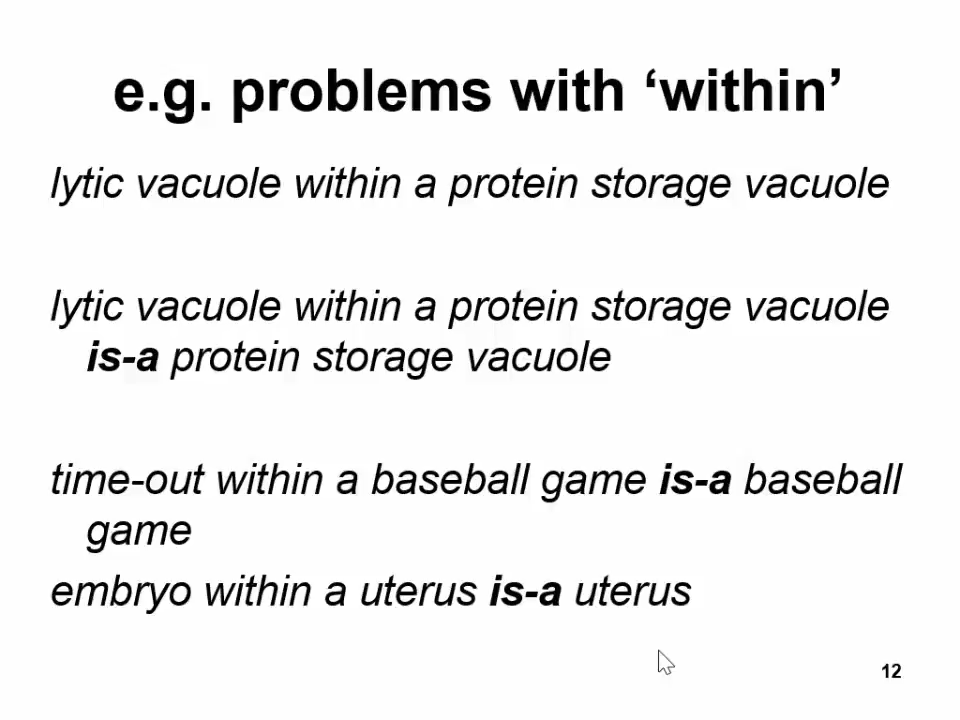 e.g. problems with ‘within’
lytic vacuole within a protein storage vacuole
lytic vacuole within a protein storage vacuole
is-a protein storage vacuole
time-out within a baseball game is-a baseball
game
embryo within a uterus is-a uterus
12